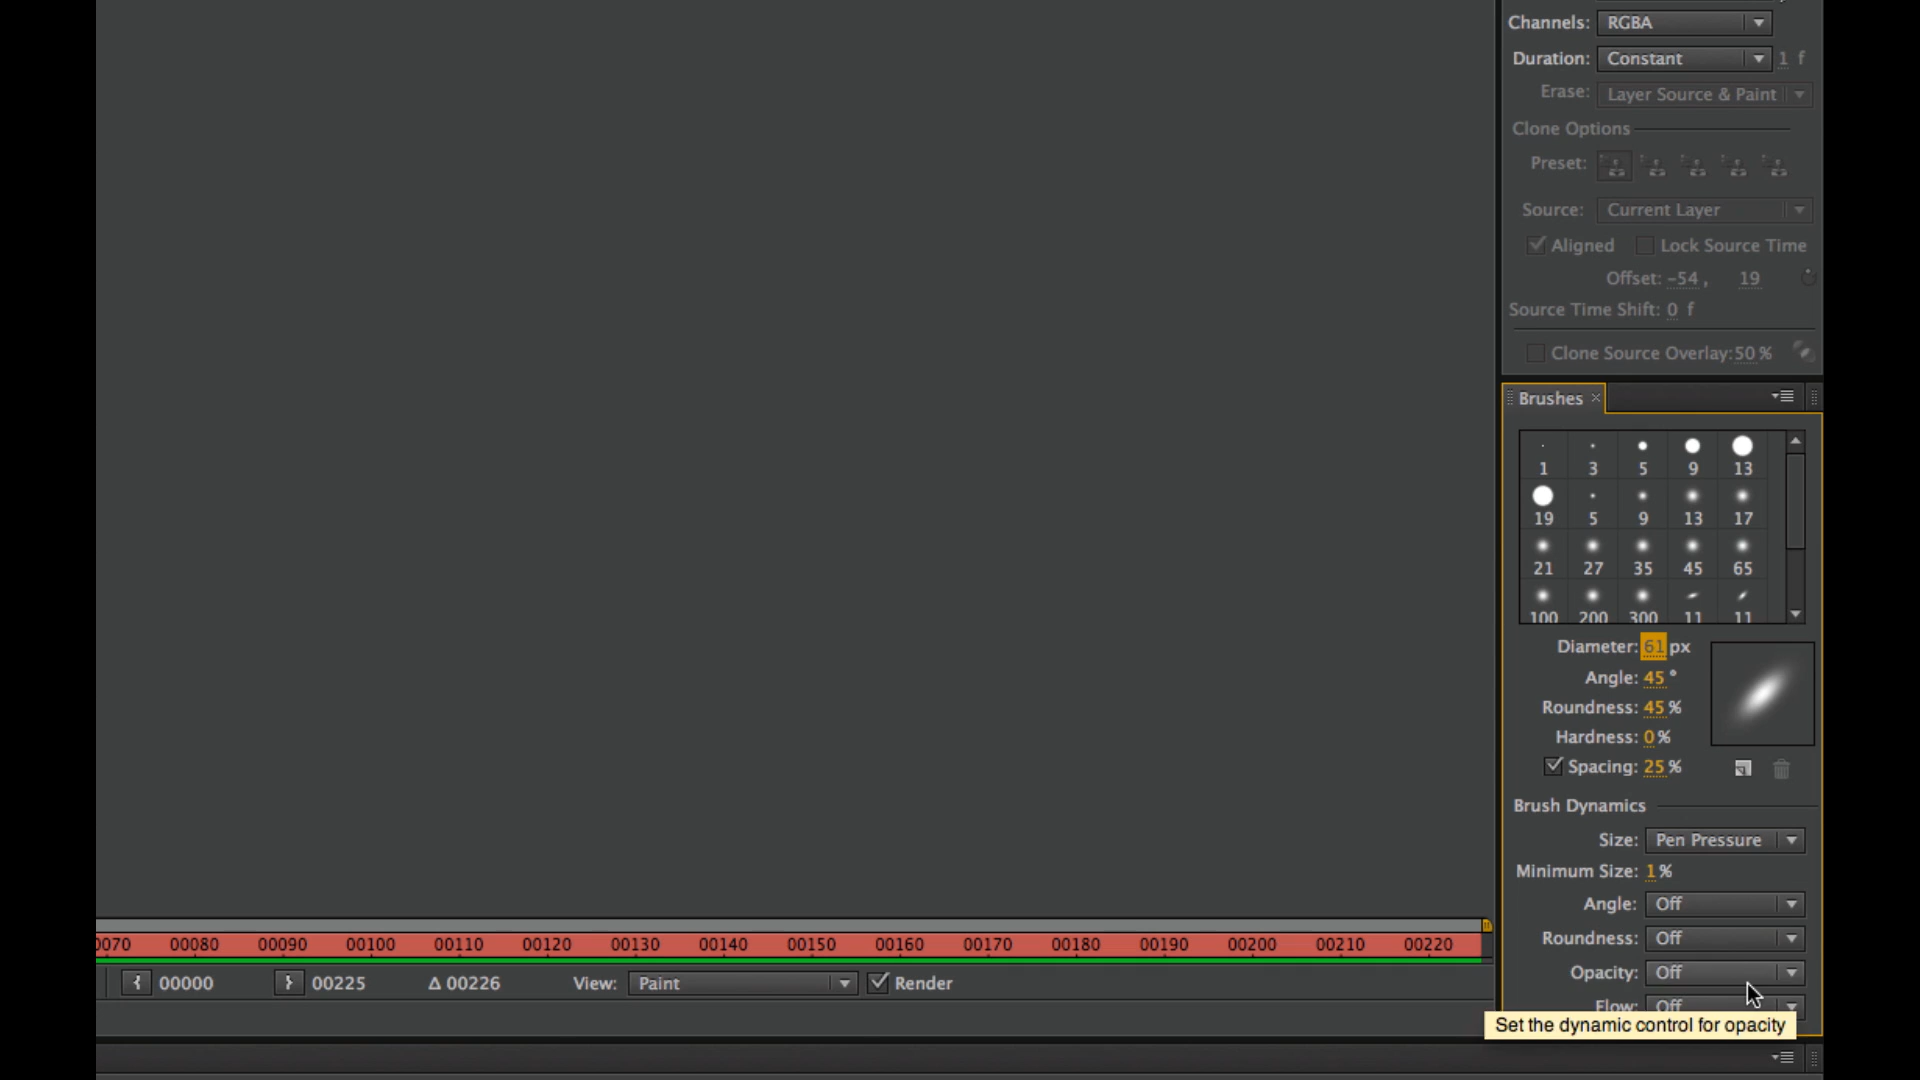 Channels: RGBA
Duration: Constant 1 f
Erase: Layer Source & Paint
Clone Options
Preset:
Source: Current Layer
Aligned Lock Source Time
Offset: -54 , 19
Source Time Shift: 0 f
Clone Source Overlay: 50 %
Brushes
1 3 5 9 13
19 5 9 13 17
21 27 35 45 65
100 200 300 11 11
Diameter: 61 px
Angle: 45 °
Roundness: 45 %
Hardness: 0 %
Spacing: 25 %
Brush Dynamics
Size: Pen Pressure
Minimum Size: 1 %
Angle: Off
Roundness: Off
Opacity: Off
Flow: Off
Set the dynamic control for opacity
0070 00080 00090 00100 00110 00120 00130 00140 00150 00160 00170 00180 00190 00200 00210 00220
00000 00225 Δ 00226 View: Paint Render